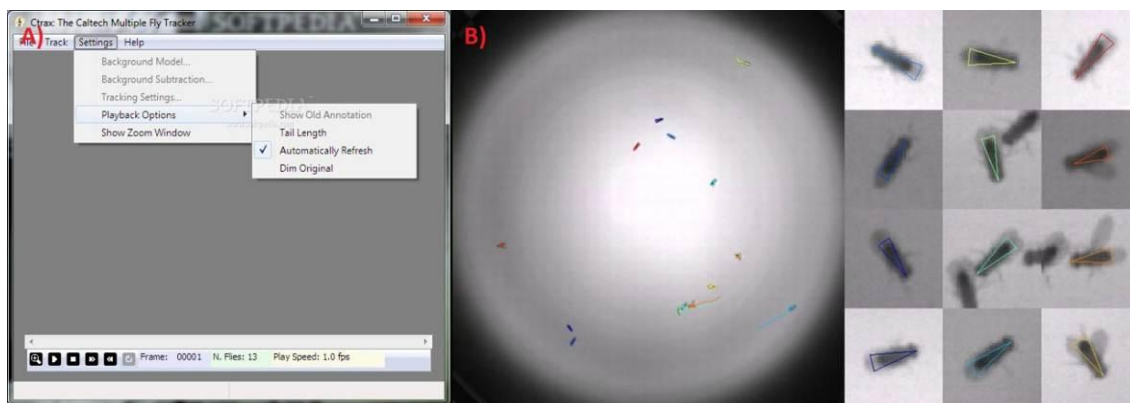 Ctrax: The Caltech Multiple Fly Tracker
SOFTPEDIA
A)
Track Settings Help
Background Model...
Background Subtraction...
Tracking Settings...
Playback Options
Show Zoom Window
SOFTPEDIA
Show Old Annotation
Tail Length
Automatically Refresh
Dim Original
Frame: 00001 N. Flies: 13 Play Speed: 1.0 fps
B)